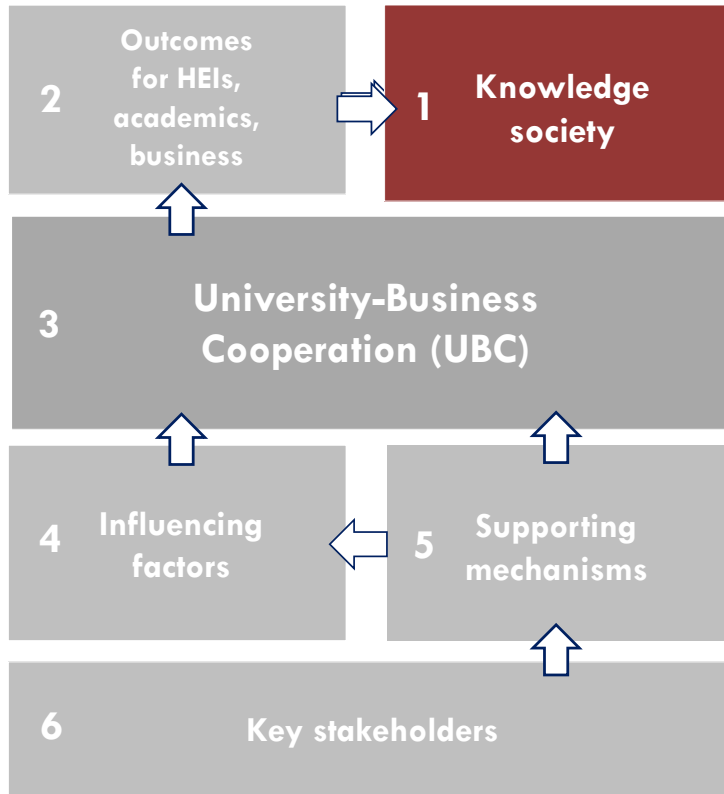 2
Outcomes
for HEIs,
academics,
business
1
Knowledge
society
3
University-Business
Cooperation (UBC)
4
Influencing
factors
5
Supporting
mechanisms
6
Key stakeholders